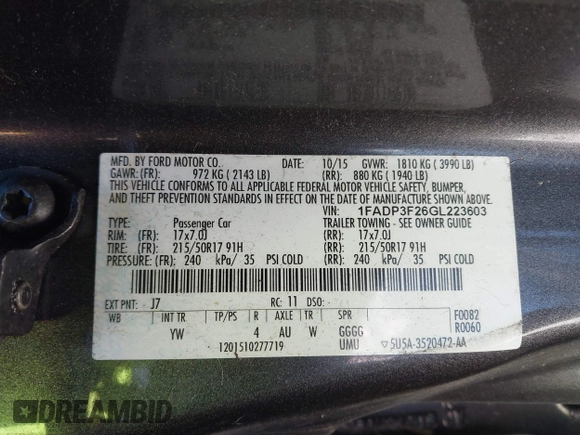 MFD. BY FORD MOTOR CO. DATE: 10/15 GVWR: 1810 KG ( 3990 LB)
GAWR: (FR): 972 KG ( 2143 LB) (RR): 880 KG ( 1940 LB)
THIS VEHICLE CONFORMS TO ALL APPLICABLE FEDERAL MOTOR VEHICLE SAFETY, BUMPER,
AND THEFT PREVENTION STANDARDS IN EFFECT ON THE DATE OF MANUFACTURE SHOWN ABOVE.
VIN: 1FADP3F26GL223603
TYPE: Passenger Car TRAILER TOWING - SEE OWNER GUIDE
RIM: (FR): 17x7.0J (RR): 17x7.0J
TIRE: (FR): 215/50R17 91H (RR): 215/50R17 91H
PRESSURE: (FR): 240 kPa/ 35 PSI COLD (RR): 240 kPa/ 35 PSI COLD
EXT PNT: J7 RC: 11 DSO:
WB INT TR TP/PS R AXLE TR SPR F0082
YW 4 AU W GGGG R0060
1201510277719 UMU ▽5U5A-3520472-AA
DREAMBID